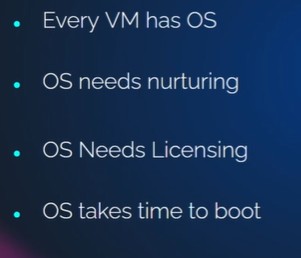 Every VM has OS
OS needs nurturing
OS Needs Licensing
OS takes time to boot